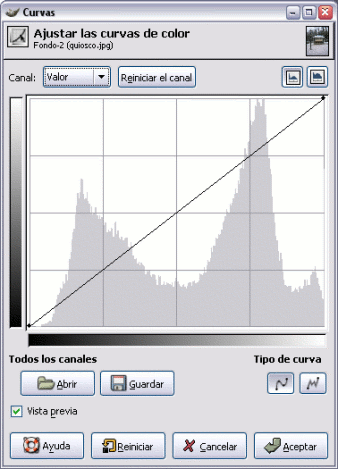 Curvas
Ajustar las curvas de color
Fondo-2 (quiosco.jpg)
Canal: Valor Reiniciar el canal
Todos los canales Tipo de curva
Abrir Guardar
Vista previa
Ayuda Reiniciar Cancelar Aceptar